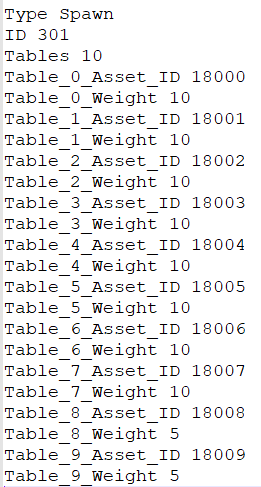 Type Spawn
ID 301
Tables 10
Table_0_Asset_ID 18000
Table_0_Weight 10
Table_1_Asset_ID 18001
Table_1_Weight 10
Table_2_Asset_ID 18002
Table_2_Weight 10
Table_3_Asset_ID 18003
Table_3_Weight 10
Table_4_Asset_ID 18004
Table_4_Weight 10
Table_5_Asset_ID 18005
Table_5_Weight 10
Table_6_Asset_ID 18006
Table_6_Weight 10
Table_7_Asset_ID 18007
Table_7_Weight 10
Table_8_Asset_ID 18008
Table_8_Weight 5
Table_9_Asset_ID 18009
Table_9_Weight 5